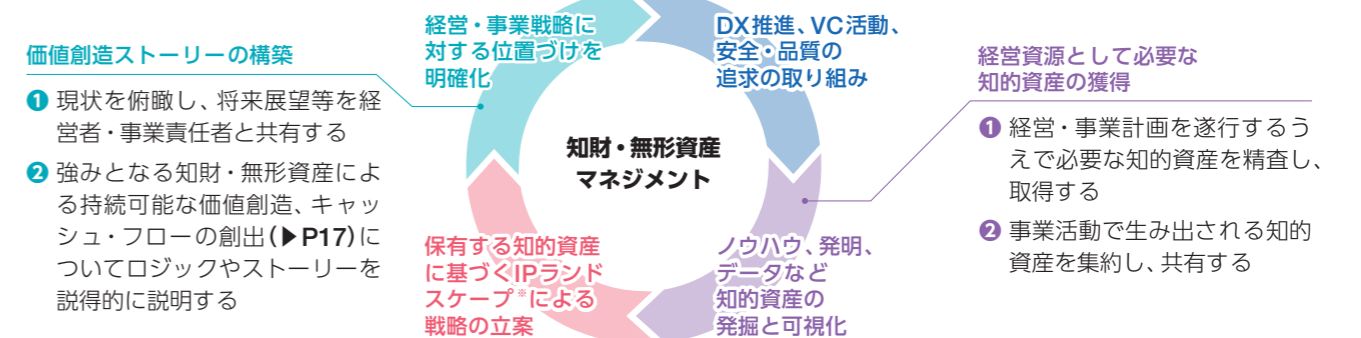 価値創造ストーリーの構築
❶ 現状を俯瞰し、将来展望等を経
営者・事業責任者と共有する
❷ 強みとなる知財・無形資産によ
る持続可能な価値創造、キャッ
シュ・フローの創出(▶P17)に
ついてロジックやストーリーを
説得的に説明する
経営・事業戦略に
対する位置づけを
明確化
DX推進、VC活動、
安全・品質の
追求の取り組み
知財・無形資産
マネジメント
保有する知的資産
に基づくIPランド
スケープ※による
戦略の立案
ノウハウ、発明、
データなど
知的資産の
発掘と可視化
経営資源として必要な
知的資産の獲得
❶ 経営・事業計画を遂行するう
えで必要な知的資産を精査し、
取得する
❷ 事業活動で生み出される知的
資産を集約し、共有する